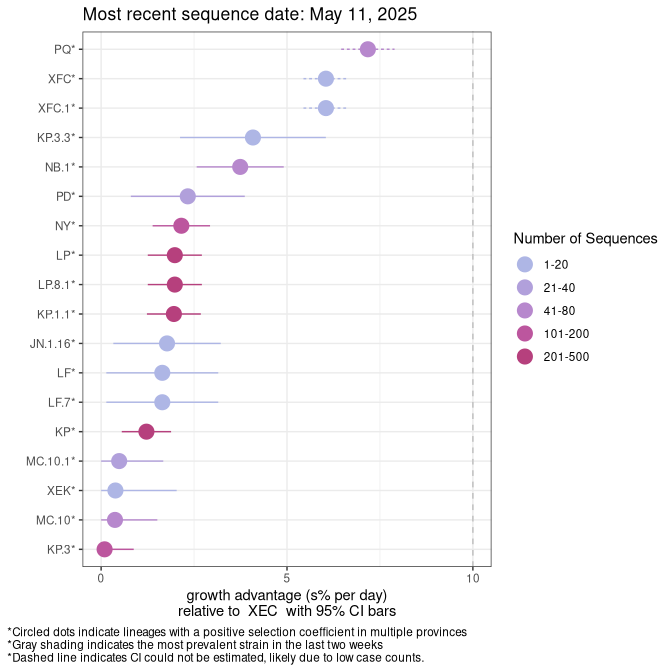 Most recent sequence date: May 11, 2025
PQ*
XFC*
XFC.1*
KP.3.3*
NB.1*
PD*
NY*
LP*
LP.8.1*
KP.1.1*
JN.1.16*
LF*
LF.7*
KP*
MC.10.1*
XEK*
MC.10*
KP.3*
0 5 10
growth advantage (s% per day)
relative to XEC with 95% CI bars
Number of Sequences
1-20
21-40
41-80
101-200
201-500
*Circled dots indicate lineages with a positive selection coefficient in multiple provinces
*Gray shading indicates the most prevalent strain in the last two weeks
*Dashed line indicates CI could not be estimated, likely due to low case counts.